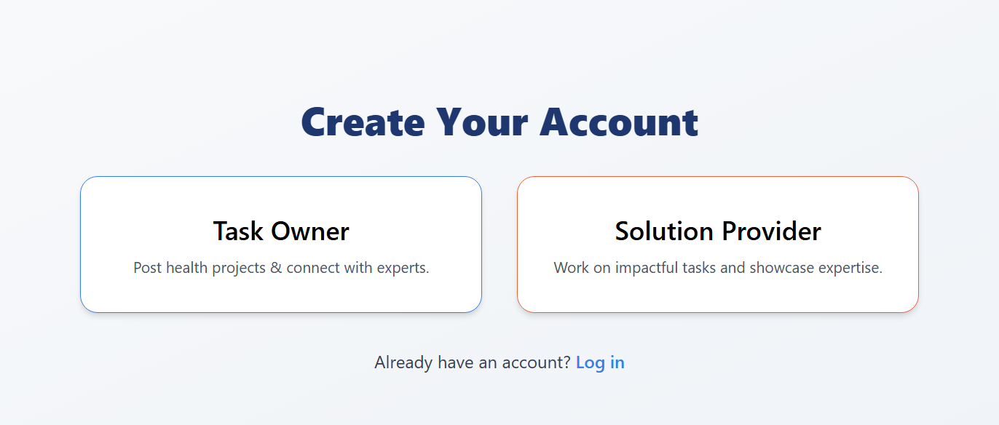 Create Your Account
Task Owner
Post health projects & connect with experts.
Solution Provider
Work on impactful tasks and showcase expertise.
Already have an account? Log in